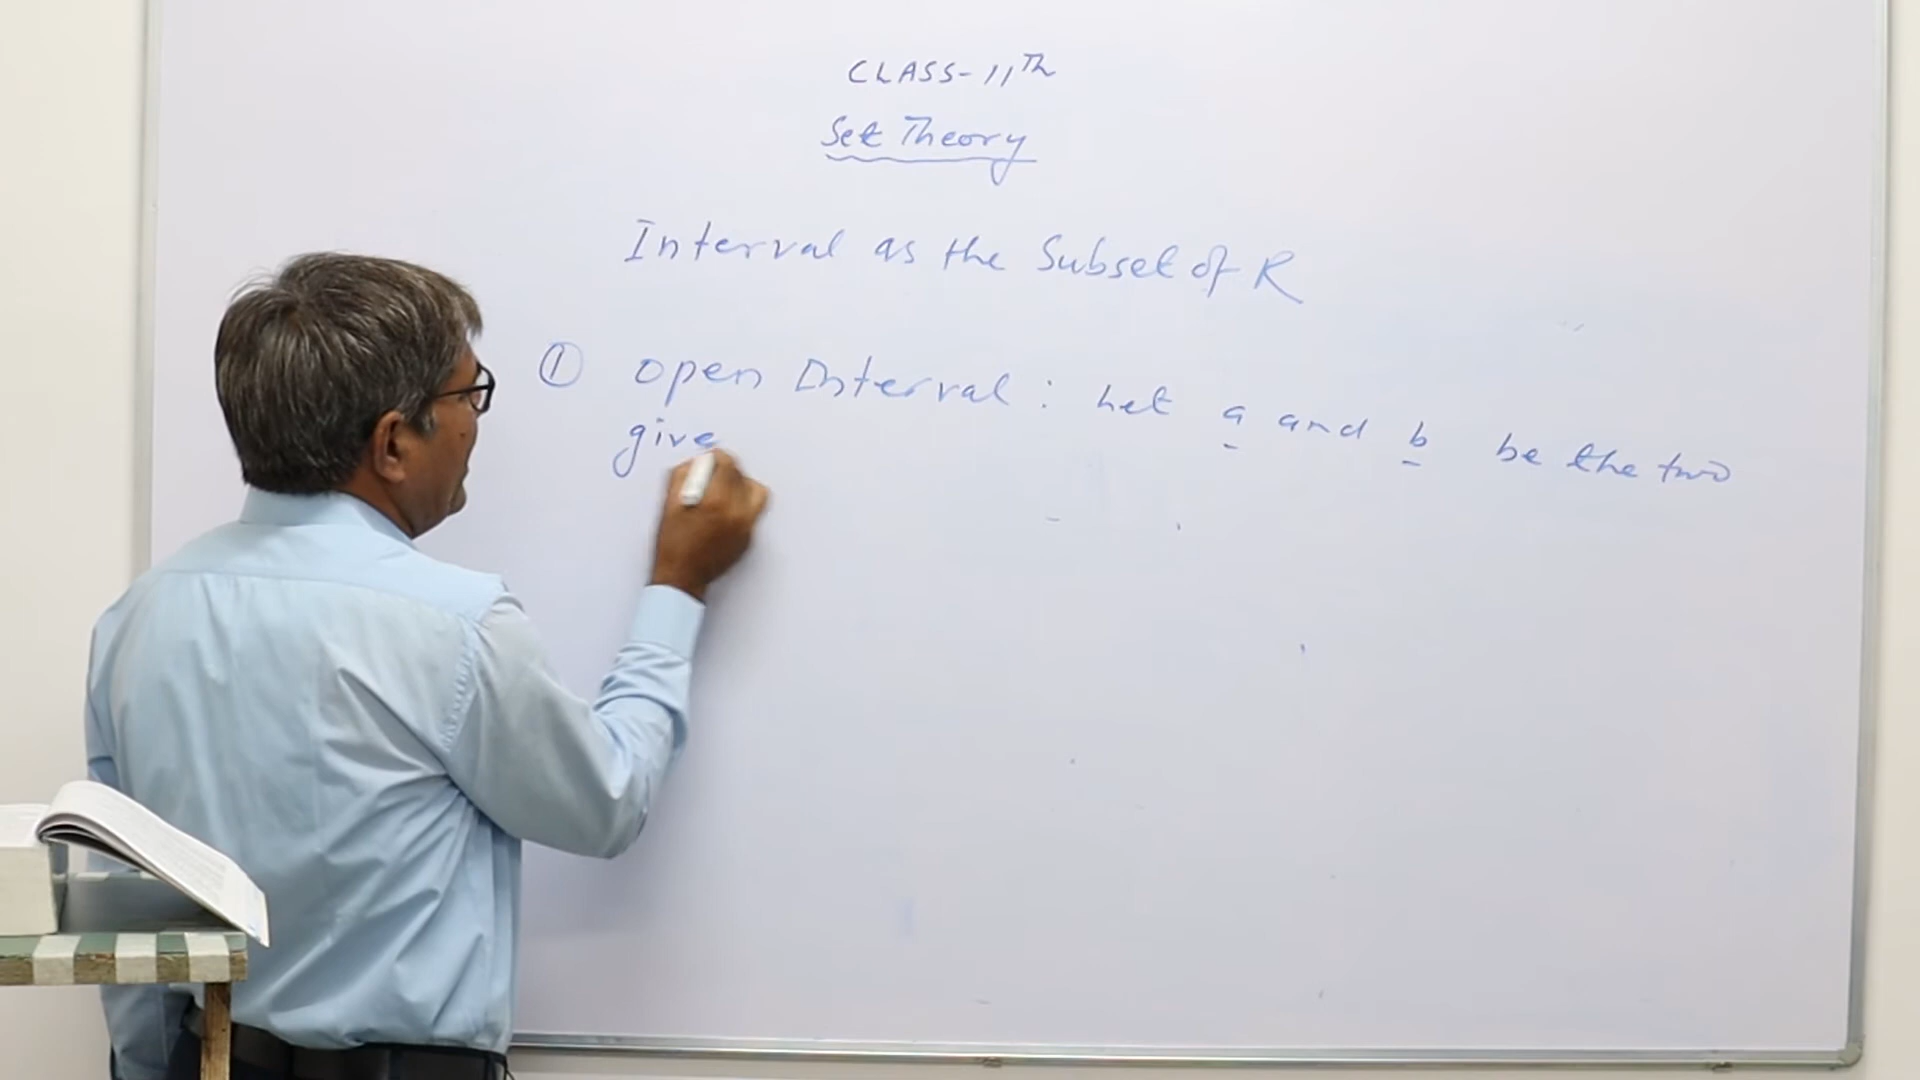 CLASS-11Th
Set Theory
Interval as the Subset of R
① open Interval : Let a and b be the two
give